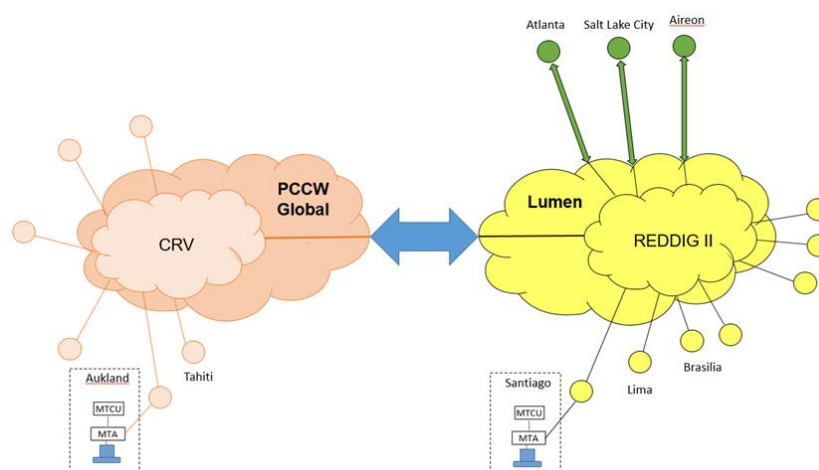 Atlanta
Salt Lake City
Aireon
PCCW
Global
CRV
Lumen
REDDIG II
Tahiti
Aukland
MTCU
MTA
Santiago
MTCU
MTA
Lima
Brasilia